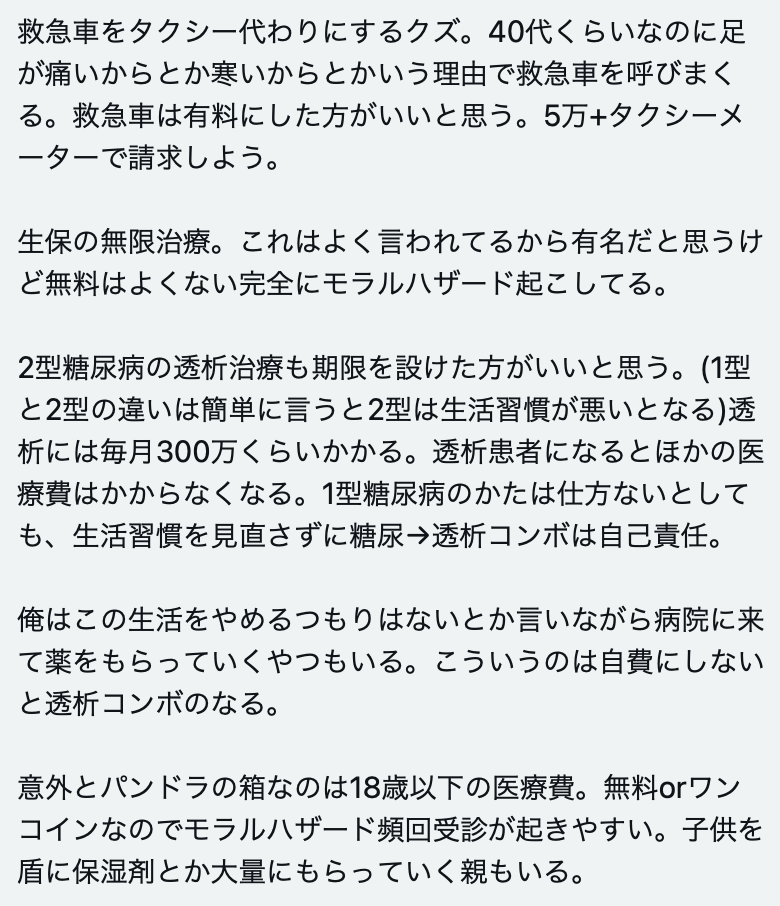 救急車をタクシー代わりにするクズ。40代くらいなのに足
が痛いからとか寒いからとかいう理由で救急車を呼びまく
る。救急車は有料にした方がいいと思う。5万+タクシーメ
ーターで請求しよう。
生保の無限治療。これはよく言われてるから有名だと思うけ
ど無料はよくない完全にモラルハザード起こしてる。
2型糖尿病の透析治療も期限を設けた方がいいと思う。(1型
と2型の違いは簡単に言うと2型は生活習慣が悪いとなる)透
析には毎月300万くらいかかる。透析患者になるとほかの医
療費はかからなくなる。1型糖尿病のかたは仕方ないとして
も、生活習慣を見直さずに糖尿→透析コンボは自己責任。
俺はこの生活をやめるつもりはないとか言いながら病院に来
て薬をもらっていくやつもいる。こういうのは自費にしない
と透析コンボのなる。
意外とパンドラの箱なのは18歳以下の医療費。無料orワン
コインなのでモラルハザード頻回受診が起きやすい。子供を
盾に保湿剤とか大量にもらっていく親もいる。